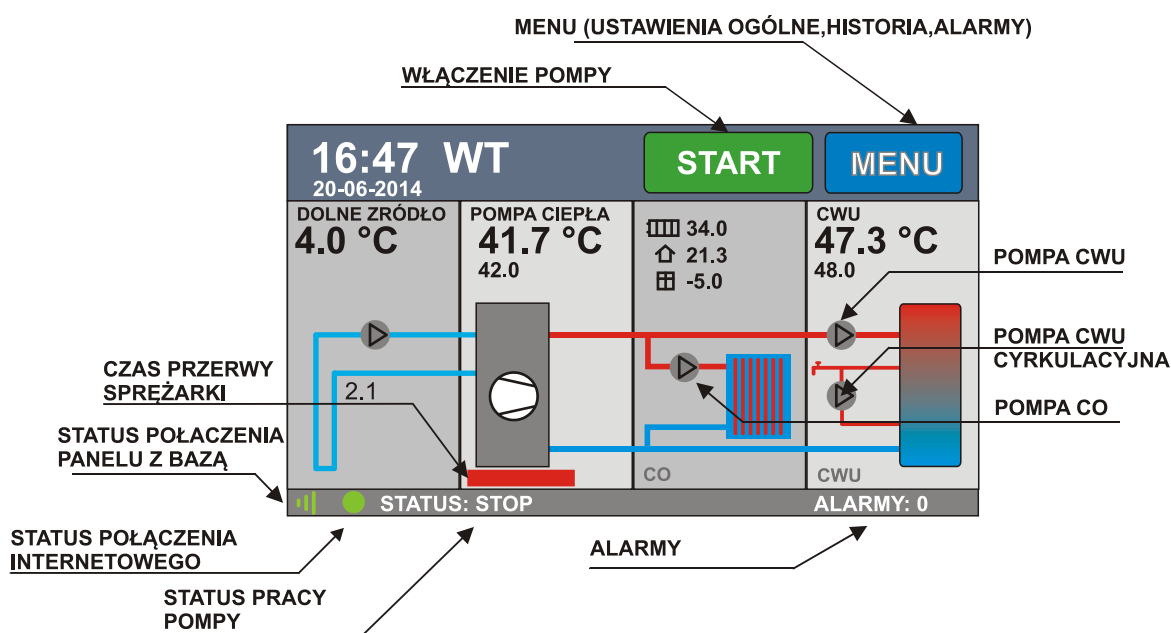 MENU (USTAWIENIA OGÓLNE,HISTORIA,ALARMY)
WŁĄCZENIE POMPY
16:47 WT
20-06-2014
START
MENU
DOLNE ZRÓDŁO
4.0 °C
POMPA CIEPŁA
41.7 °C
42.0
34.0
21.3
-5.0
CWU
47.3 °C
48.0
POMPA CWU
POMPA CWU
CYRKULACYJNA
POMPA CO
CZAS PRZERWY
SPRĘŻARKI
2.1
STATUS POŁACZENIA
PANELU Z BAZĄ
CO
CWU
STATUS: STOP
ALARMY: 0
STATUS POŁĄCZENIA
INTERNETOWEGO
ALARMY
STATUS PRACY
POMPY